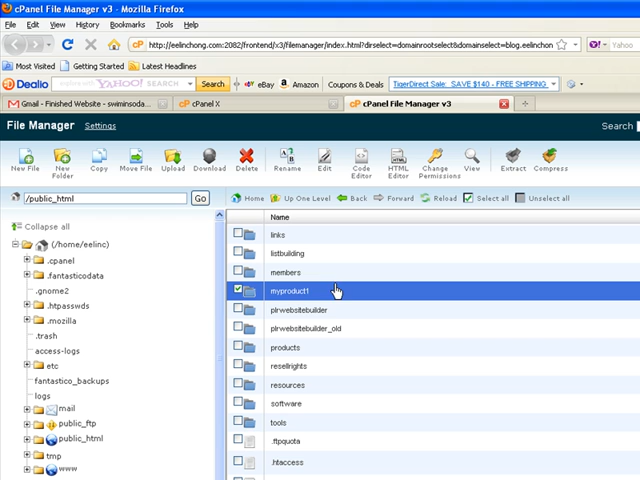 cPanel File Manager v3 - Mozilla Firefox
File Edit View History Bookmarks Tools Help
http://eelinchong.com:2082/frontend/x3/filemanager/index.html?dirselect=domainrootselect&domainselect=blog.eelinchon
Yahoo
Most Visited Getting Started Latest Headlines
Dealio YAHOO! SEARCH Search eBay Amazon Coupons & Deals TigerDirect Sale: SAVE $140 - FREE SHIPPING
Gmail - Finished Website - swiminsoda... cPanel X cPanel File Manager v3
File Manager Settings Search
New File New Folder Copy Move File Upload Download Delete Rename Edit Code Editor HTML Editor Change Permissions View Extract Compress
/public_html Go Home Up One Level Back Forward Reload Select all Unselect all
Collapse all
(/home/eelinc)
.cpanel
.fantasticodata
.gnome2
.htpasswds
.mozilla
.trash
access-logs
etc
fantastico_backups
logs
mail
public_ftp
public_html
tmp
www
Name
links
listbuilding
members
myproduct1
plrwebsitebuilder
plrwebsitebuilder_old
products
resellrights
resources
software
tools
.ftpquota
.htaccess